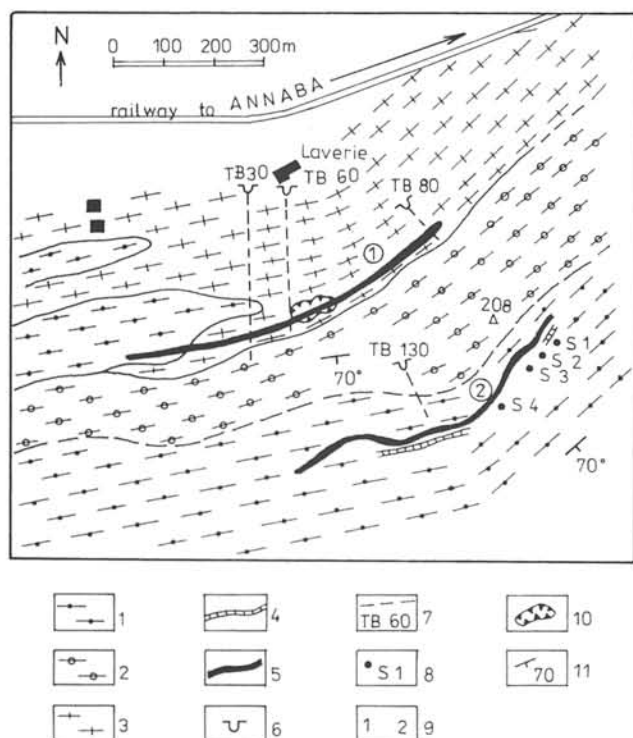 N
0 100 200 300m
railway to ANNABA
Laverie
TB30 TB 60
TB 80
1
208
S 1
S 2
S 3
TB 130
70°
2
S 4
70°
1 4 7 10
TB 60
2 5 S 1 8 70 11
3 6 1 2 9